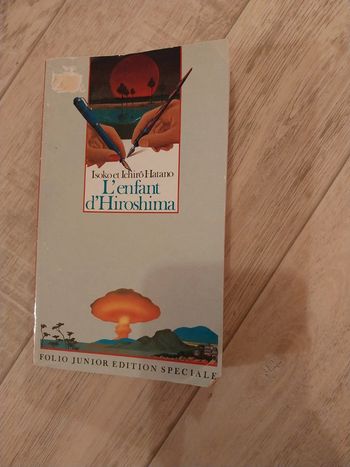 Isoko et Ichirô Hatano
L'enfant
d'Hiroshima
FOLIO JUNIOR EDITION SPECIALE